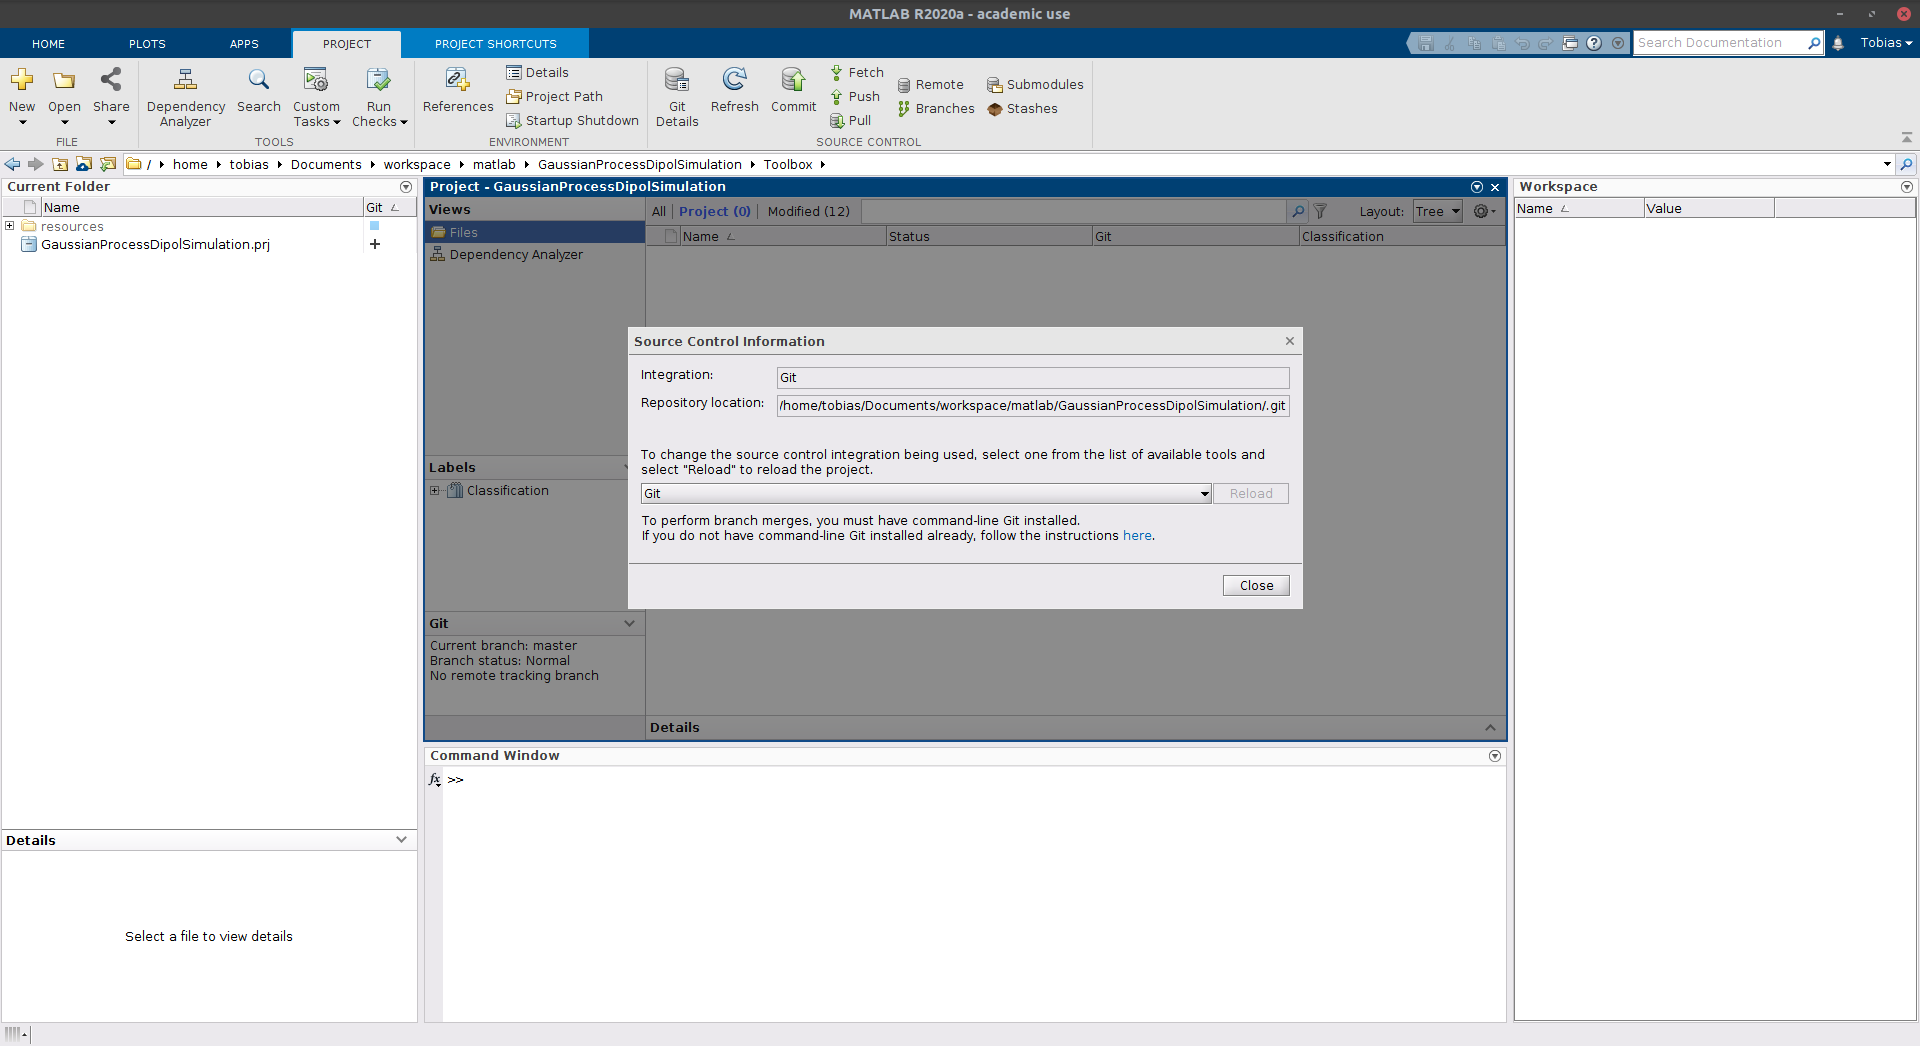 MATLAB R2020a - academic use
HOME PLOTS APPS PROJECT PROJECT SHORTCUTS
Search Documentation Tobias
New Open Share
FILE
Dependency Analyzer Search Custom Tasks Run Checks
TOOLS
References Details
Project Path
Startup Shutdown
ENVIRONMENT
Git Details Refresh Commit Fetch
Push
Pull
Remote
Branches
Submodules
Stashes
SOURCE CONTROL
/ home tobias Documents workspace matlab GaussianProcessDipolSimulation Toolbox
Current Folder
Name Git
resources
GaussianProcessDipolSimulation.prj
Details
Select a file to view details
Project - GaussianProcessDipolSimulation
Views
Files
Dependency Analyzer
All Project (0) Modified (12) Layout: Tree
Name Status Git Classification
Labels
Classification
Git
Current branch: master
Branch status: Normal
No remote tracking branch
Details
Source Control Information
Integration: Git
Repository location: /home/tobias/Documents/workspace/matlab/GaussianProcessDipolSimulation/.git
To change the source control integration being used, select one from the list of available tools and
select "Reload" to reload the project.
Git Reload
To perform branch merges, you must have command-line Git installed.
If you do not have command-line Git installed already, follow the instructions here.
Close
Command Window
fx >>
Workspace
Name Value